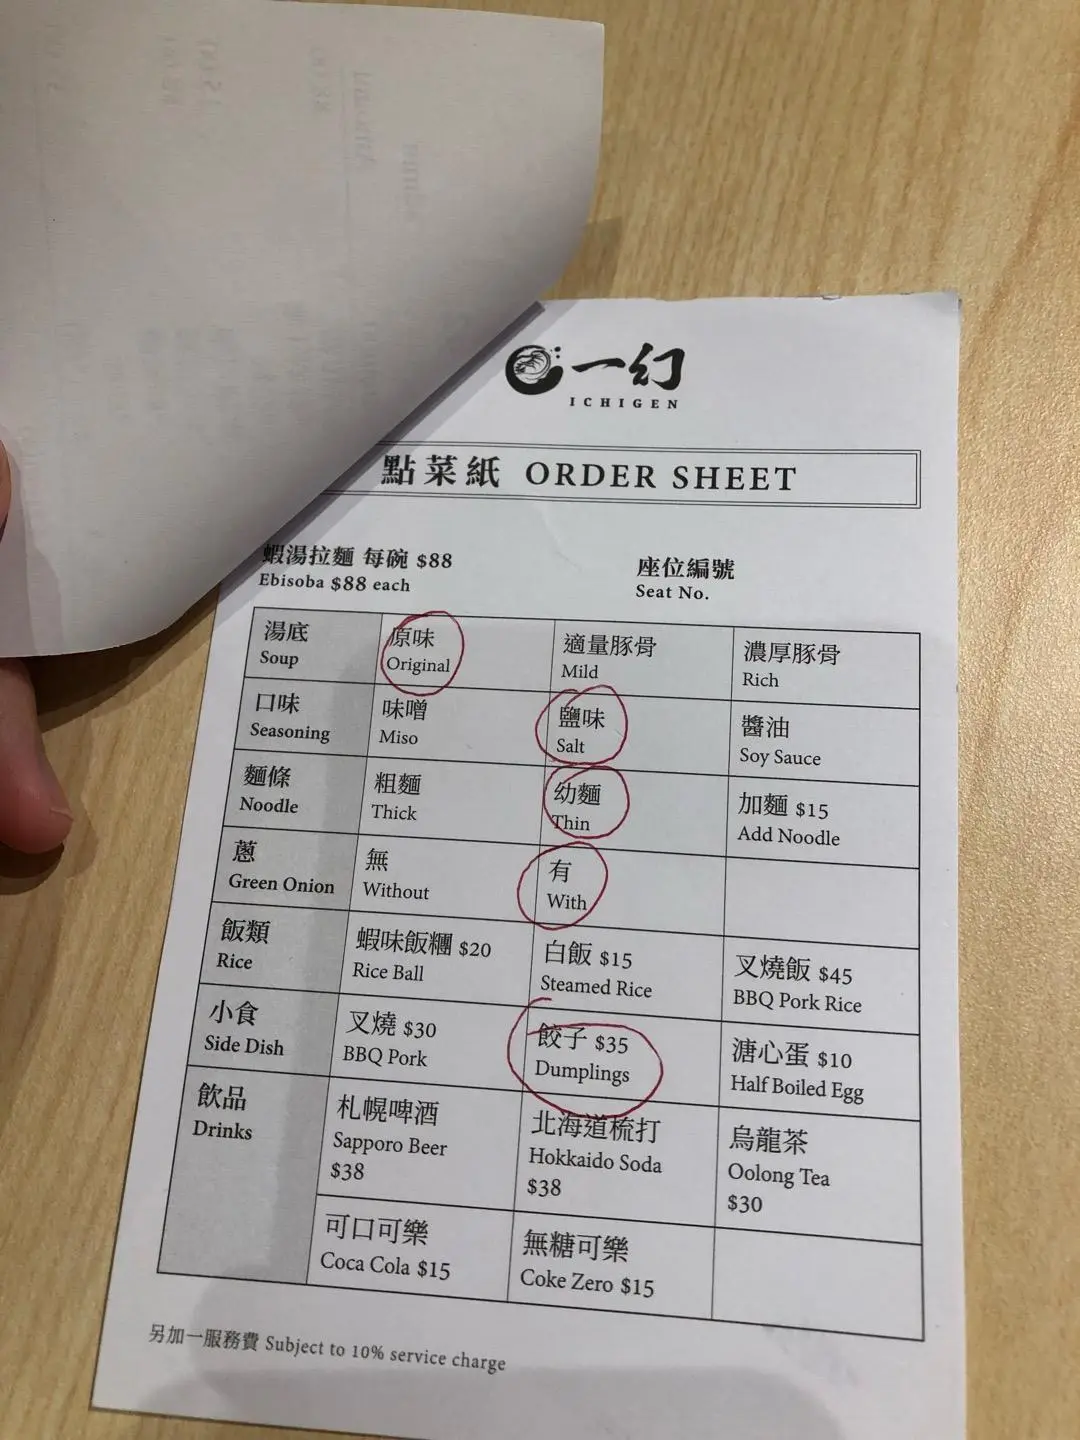 一幻
ICHIGEN
點菜紙 ORDER SHEET
蝦湯拉麵 每碗 $88
Ebisoba $88 each
座位編號
Seat No.
湯底
Soup
原味
Original
適量豚骨
Mild
濃厚豚骨
Rich
口味
Seasoning
味噌
Miso
鹽味
Salt
醬油
Soy Sauce
麵條
Noodle
粗麵
Thick
幼麵
Thin
加麵 $15
Add Noodle
蔥
Green Onion
無
Without
有
With
飯類
Rice
蝦味飯糰 $20
Rice Ball
白飯 $15
Steamed Rice
叉燒飯 $45
BBQ Pork Rice
小食
Side Dish
叉燒 $30
BBQ Pork
餃子 $35
Dumplings
溏心蛋 $10
Half Boiled Egg
飲品
Drinks
札幌啤酒
Sapporo Beer
$38
北海道梳打
Hokkaido Soda
$38
烏龍茶
Oolong Tea
$30
可口可樂
Coca Cola $15
無糖可樂
Coke Zero $15
另加一服務費 Subject to 10% service charge